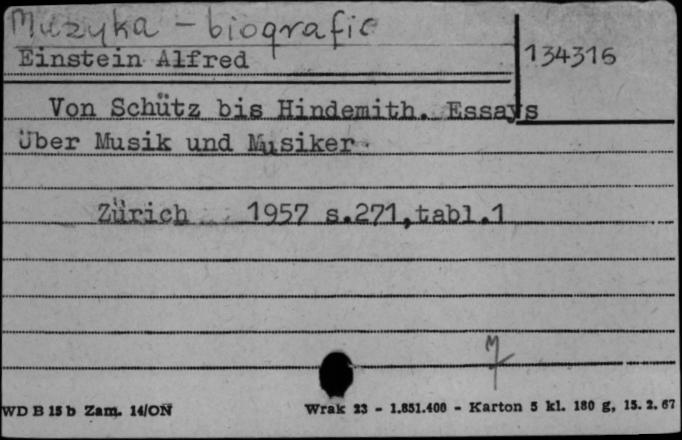 Muzyka - biografie
Einstein Alfred
134316
Von Schütz bis Hindemith. Essays
über Musik und Musiker
Zürich 1957 s.271,tabl.1
M
WD B 15 b Zam. 14/ON Wrak 23 - 1.851.400 - Karton 5 kl. 180 g, 15. 2. 67